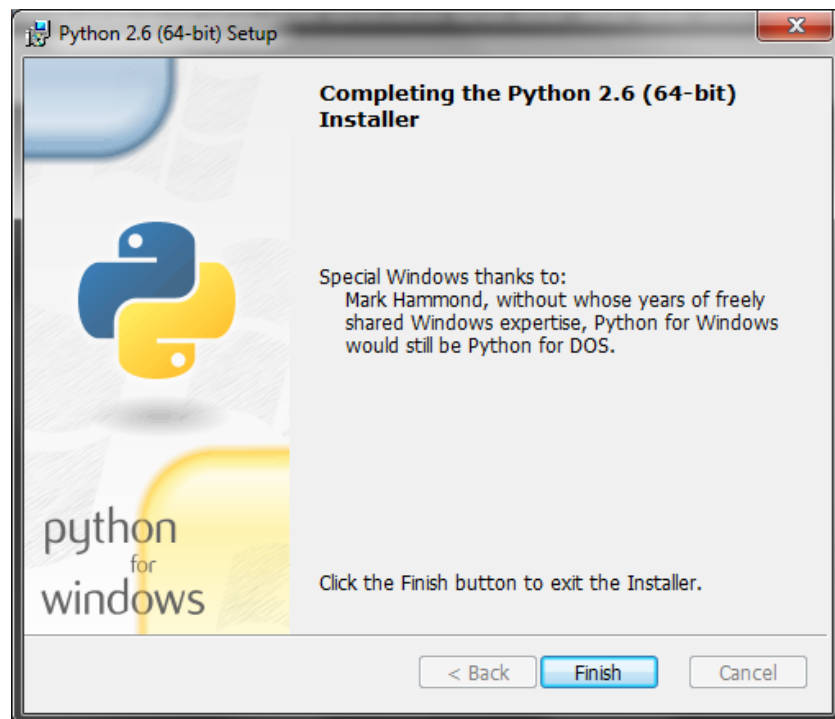 Python 2.6 (64-bit) Setup
Completing the Python 2.6 (64-bit)
Installer
Special Windows thanks to:
Mark Hammond, without whose years of freely
shared Windows expertise, Python for Windows
would still be Python for DOS.
python
for
windows
Click the Finish button to exit the Installer.
< Back
Finish
Cancel